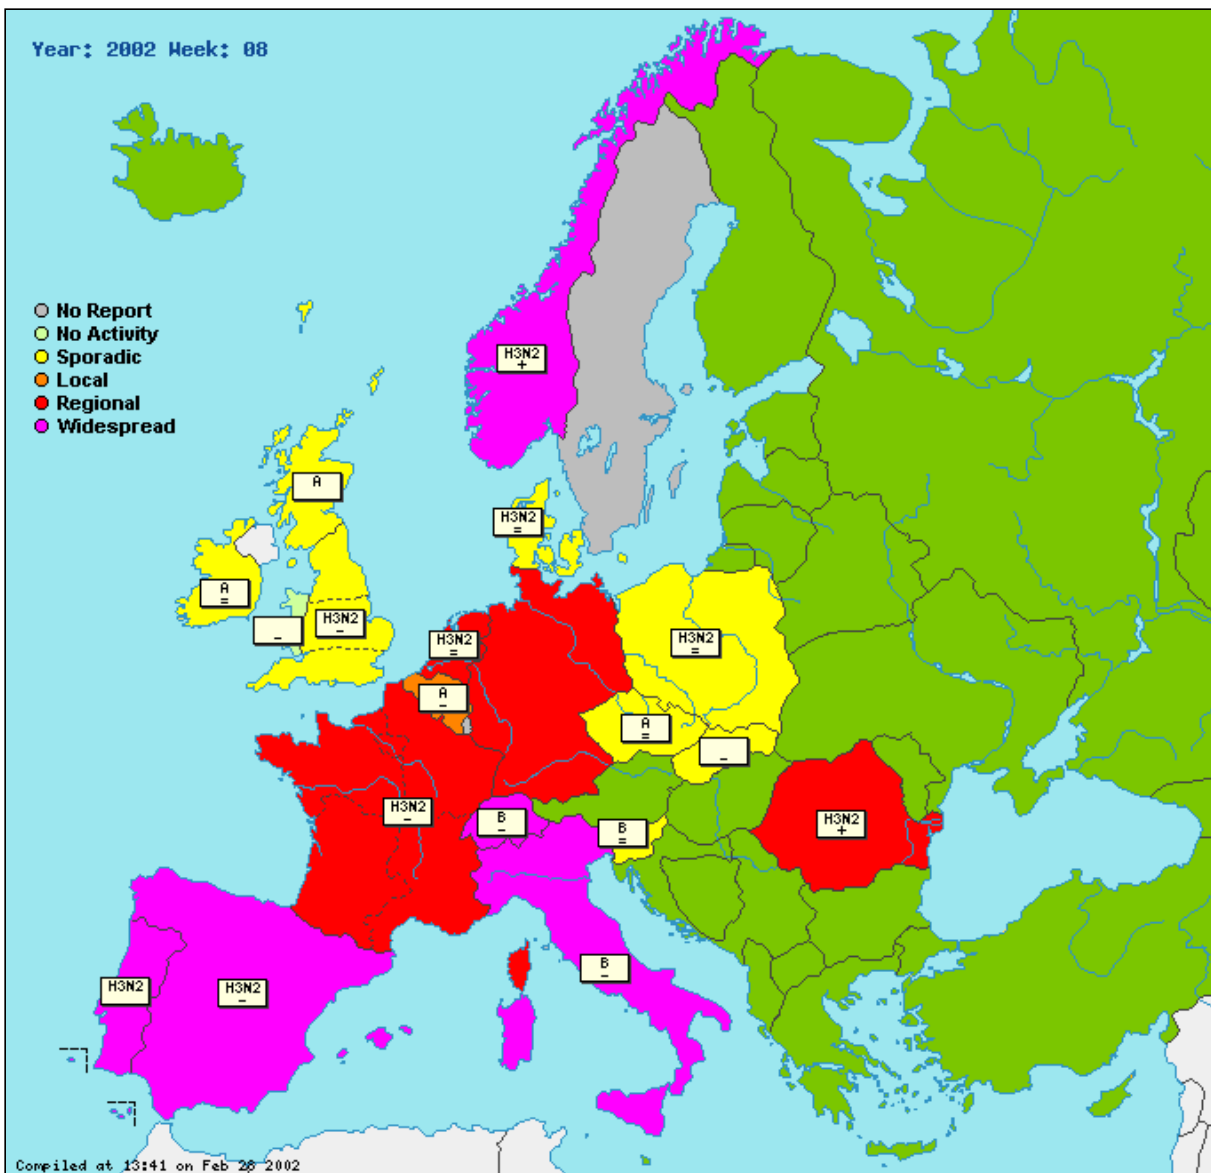 Year: 2002 Week: 08
No Report
No Activity
Sporadic
Local
Regional
Widespread
H3N2
+
A
H3N2
=
A
=
–
H3N2
–
H3N2
=
H3N2
=
A
–
A
=
–
H3N2
–
B
–
B
=
H3N2
+
B
–
H3N2
H3N2
–
Compiled at 13:41 on Feb 28 2002